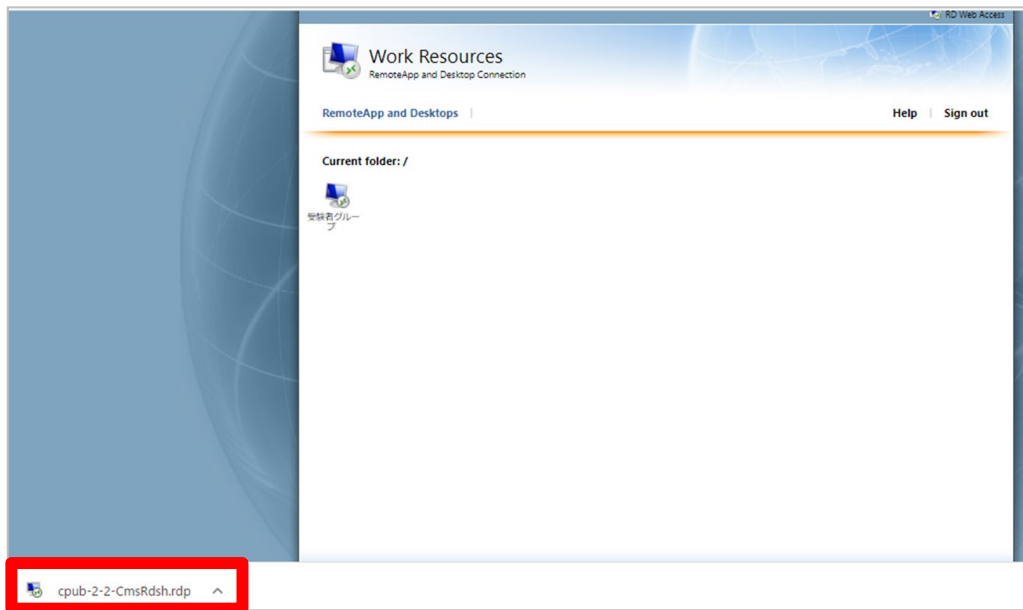 RD Web Access
Work Resources
RemoteApp and Desktop Connection
RemoteApp and Desktops
Help
Sign out
Current folder: /
受験者グルー
プ
cpub-2-2-CmsRdsh.rdp